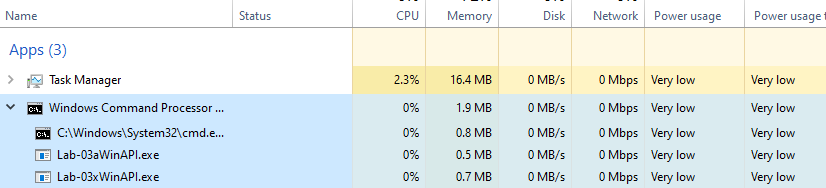 Name Status CPU Memory Disk Network Power usage Power usage t
Apps (3)
Task Manager 2.3% 16.4 MB 0 MB/s 0 Mbps Very low Very low
Windows Command Processor ... 0% 1.9 MB 0 MB/s 0 Mbps Very low Very low
C:\Windows\System32\cmd.e... 0% 0.8 MB 0 MB/s 0 Mbps Very low Very low
Lab-03aWinAPI.exe 0% 0.5 MB 0 MB/s 0 Mbps Very low Very low
Lab-03xWinAPI.exe 0% 0.7 MB 0 MB/s 0 Mbps Very low Very low